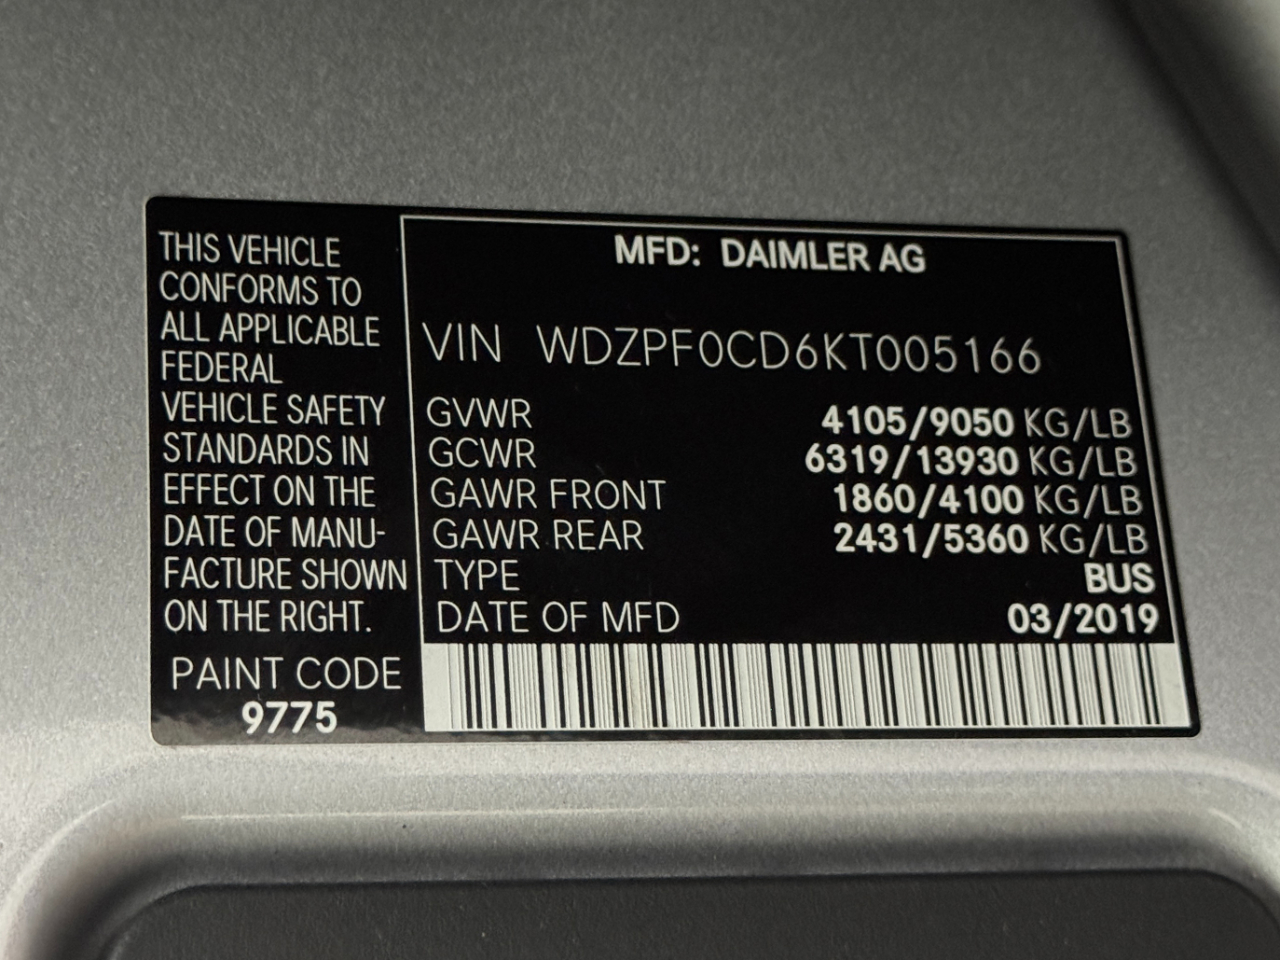 THIS VEHICLE
CONFORMS TO
ALL APPLICABLE
FEDERAL
VEHICLE SAFETY
STANDARDS IN
EFFECT ON THE
DATE OF MANU-
FACTURE SHOWN
ON THE RIGHT.
PAINT CODE
9775
MFD: DAIMLER AG
VIN WDZPF0CD6KT005166
GVWR 4105/9050 KG/LB
GCWR 6319/13930 KG/LB
GAWR FRONT 1860/4100 KG/LB
GAWR REAR 2431/5360 KG/LB
TYPE BUS
DATE OF MFD 03/2019